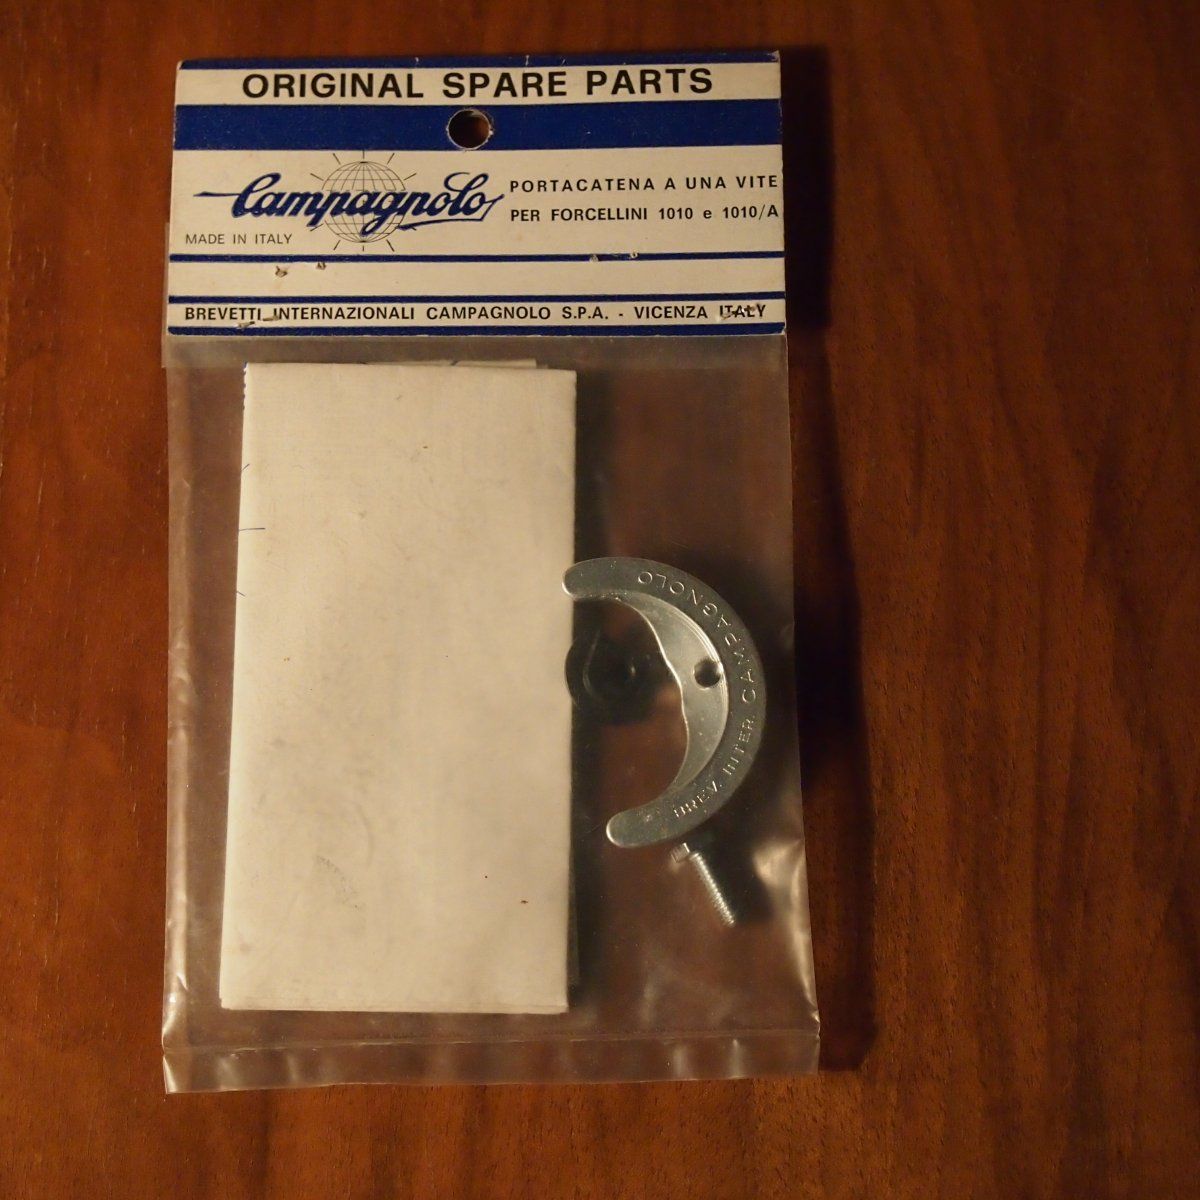 ORIGINAL SPARE PARTS
Campagnolo
MADE IN ITALY
PORTACATENA A UNA VITE
PER FORCELLINI 1010 e 1010/A
BREVETTI INTERNAZIONALI CAMPAGNOLO S.P.A. - VICENZA ITALY
BREV. INTER. CAMPAGNOLO